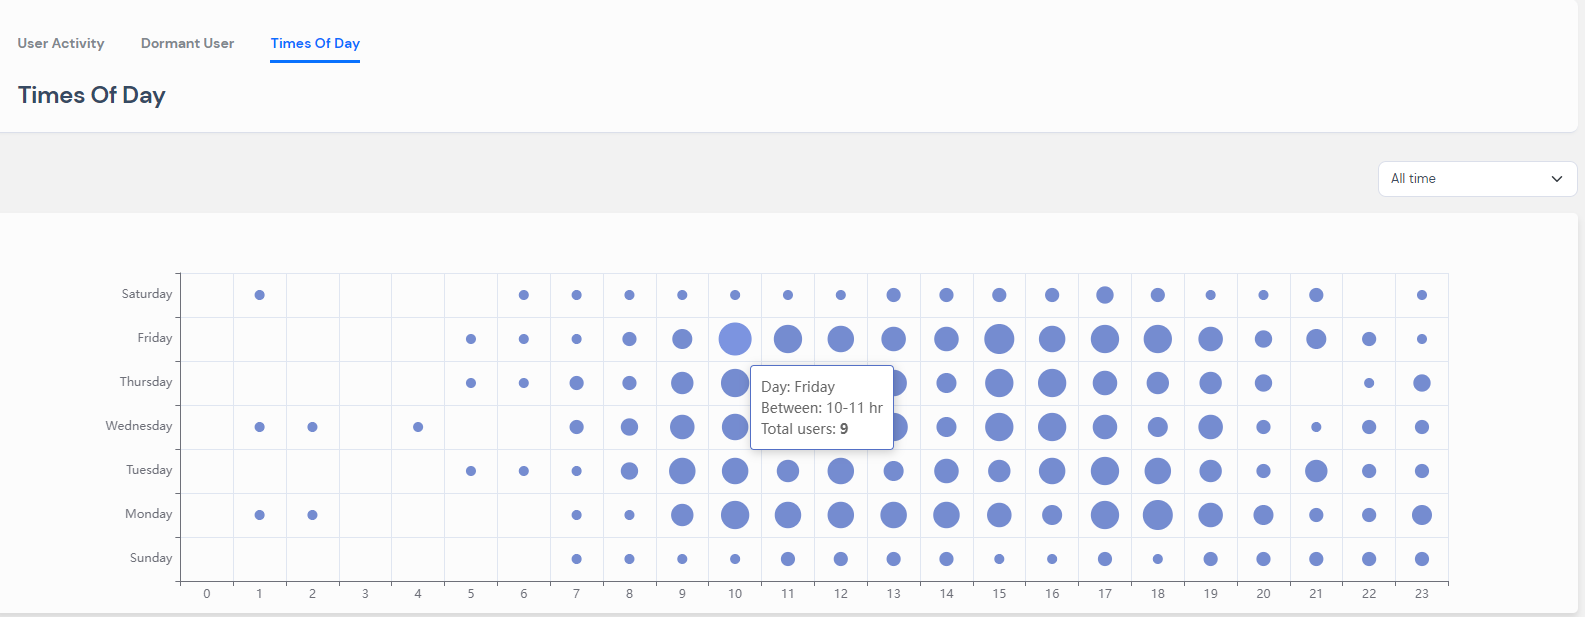 User Activity Dormant User Times Of Day
Times Of Day
All time
Saturday
Friday
Thursday
Wednesday
Tuesday
Monday
Sunday
Day: Friday
Between: 10-11 hr
Total users: 9
0 1 2 3 4 5 6 7 8 9 10 11 12 13 14 15 16 17 18 19 20 21 22 23